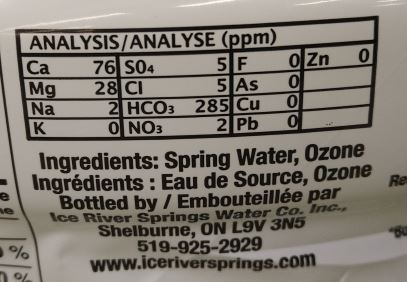 ANALYSIS/ANALYSE (ppm)
Ca 76 SO4 5 F 0 Zn 0
Mg 28 Cl 5 As 0
Na 2 HCO3 285 Cu 0
K 0 NO3 2 Pb 0
Ingredients: Spring Water, Ozone
Ingrédients : Eau de Source, Ozone
Bottled by / Embouteillée par
Ice River Springs Water Co. Inc.,
Shelburne, ON L9V 3N5
519-925-2929
www.iceriversprings.com
Re
%